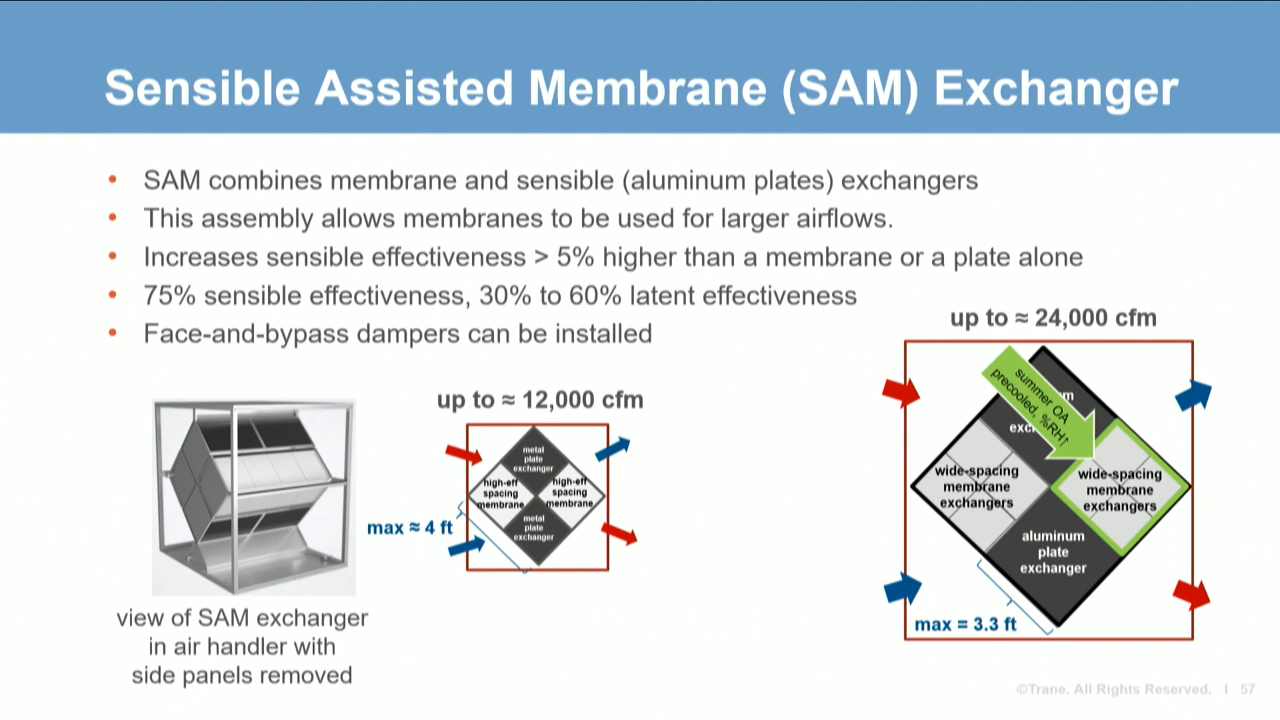 Sensible Assisted Membrane (SAM) Exchanger
• SAM combines membrane and sensible (aluminum plates) exchangers
• This assembly allows membranes to be used for larger airflows.
• Increases sensible effectiveness > 5% higher than a membrane or a plate alone
• 75% sensible effectiveness, 30% to 60% latent effectiveness
• Face-and-bypass dampers can be installed
view of SAM exchanger
in air handler with
side panels removed
up to ≈ 12,000 cfm
metal
plate
exchanger
high-eff
spacing
membrane
high-eff
spacing
membrane
metal
plate
exchanger
max ≈ 4 ft
up to ≈ 24,000 cfm
summer OA
precooled, %RH↑
wide-spacing
membrane
exchangers
wide-spacing
membrane
exchangers
aluminum
plate
exchanger
max = 3.3 ft
©Trane. All Rights Reserved. I 57